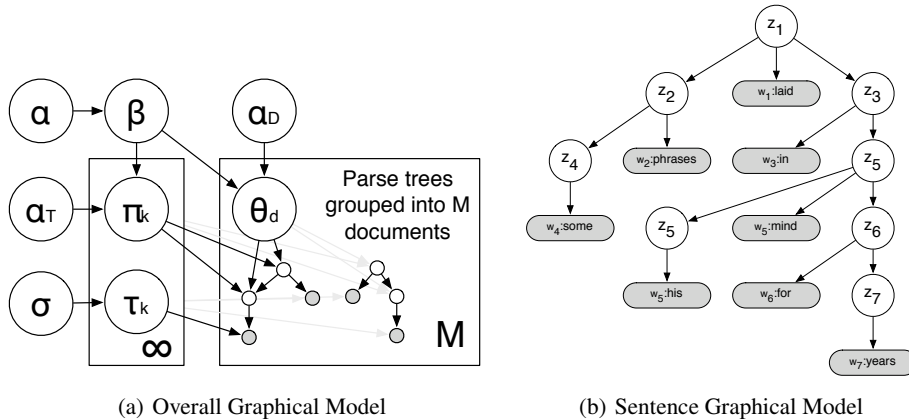 α
β
α_D
α_T
π_k
θ_d
Parse trees
grouped into M
documents
σ
τ_k
∞
M
(a) Overall Graphical Model
z_1
z_2
w_1:laid
z_3
z_4
w_2:phrases
w_3:in
z_5
w_4:some
z_5
w_5:mind
z_6
w_5:his
w_6:for
z_7
w_7:years
(b) Sentence Graphical Model